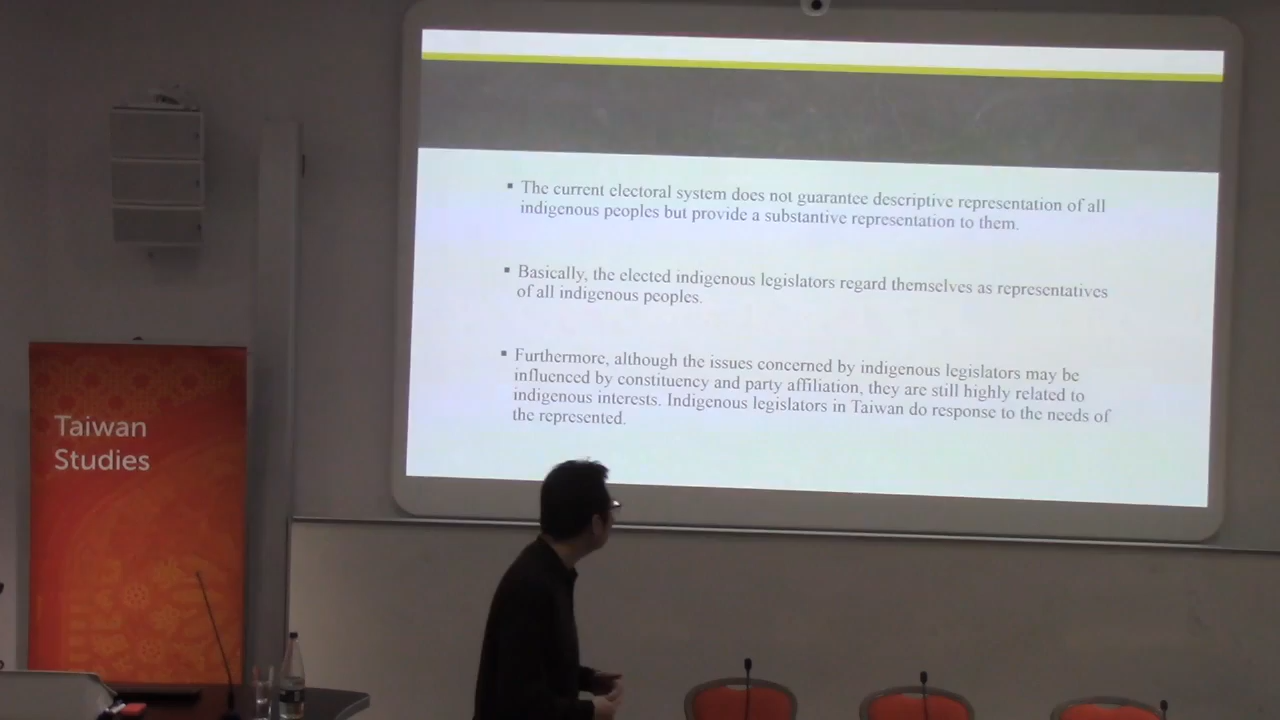 The current electoral system does not guarantee descriptive representation of all
indigenous peoples but provide a substantive representation to them.
Basically, the elected indigenous legislators regard themselves as representatives
of all indigenous peoples.
Furthermore, although the issues concerned by indigenous legislators may be
influenced by constituency and party affiliation, they are still highly related to
indigenous interests. Indigenous legislators in Taiwan do response to the needs of
the represented.
Taiwan
Studies